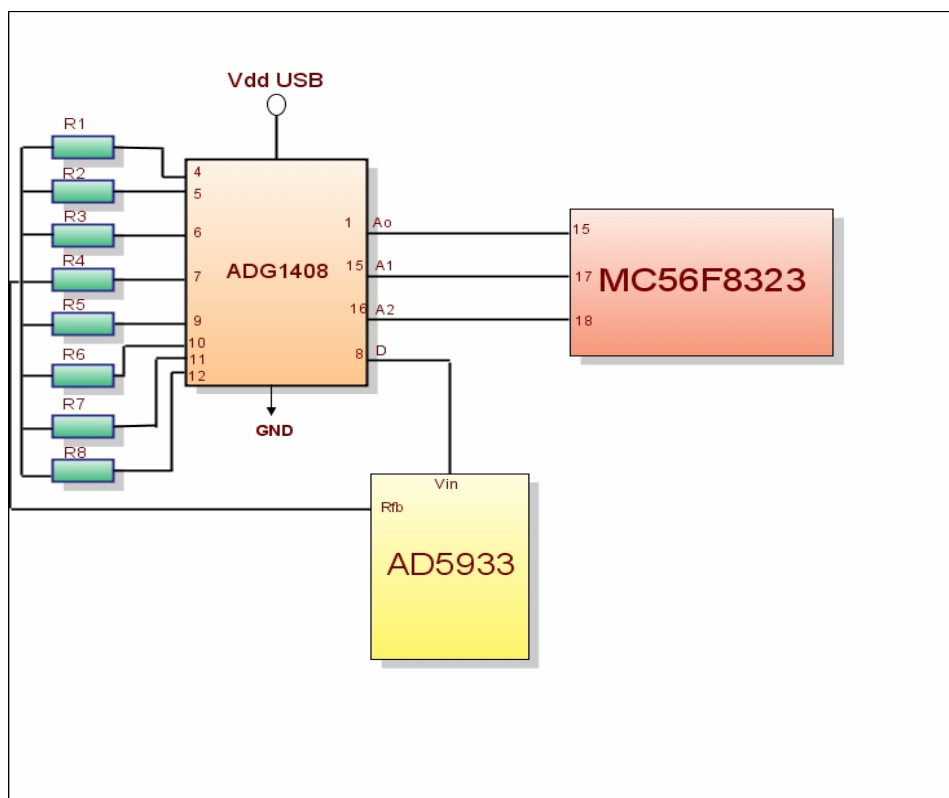 Vdd USB
R1
R2
R3
R4
R5
R6
R7
R8
4
5
6
7
9
10
11
12
ADG1408
1 Ao
15 A1
16 A2
8 D
GND
15
17
18
MC56F8323
Vin
Rfb
AD5933